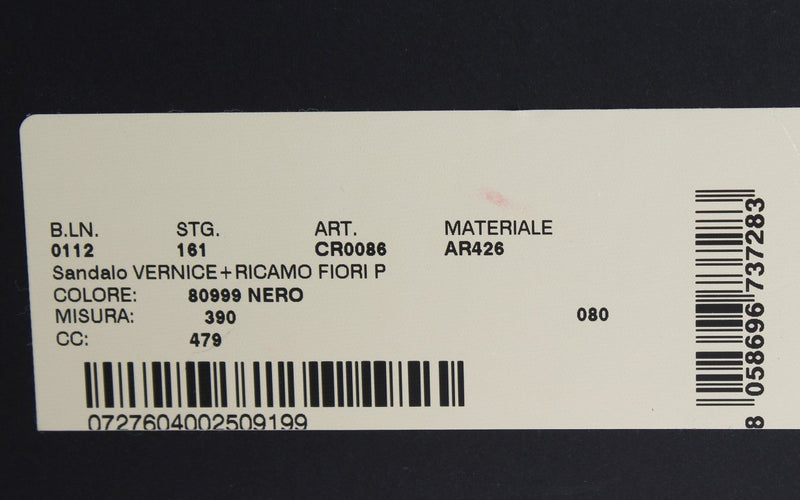 B.LN. STG. ART. MATERIALE
0112 161 CR0086 AR426
Sandalo VERNICE+RICAMO FIORI P
COLORE: 80999 NERO
MISURA: 390 080
CC: 479
0727604002509199
8 058696 737283